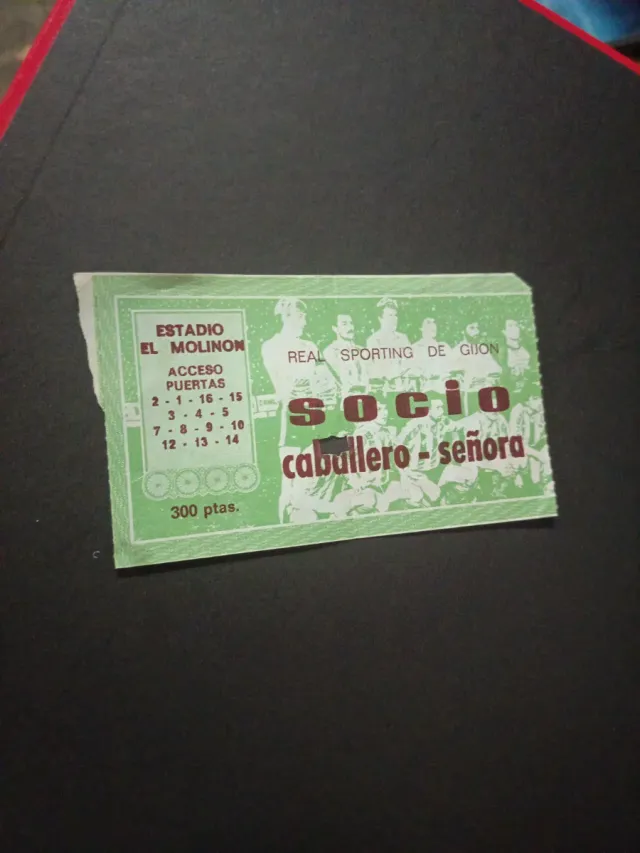 ESTADIO
EL MOLINON
ACCESO
PUERTAS
2 - 1 - 16 - 15
3 - 4 - 5
7 - 8 - 9 - 10
12 - 13 - 14
300 ptas.
REAL SPORTING DE GIJON
socio
caballero - señora